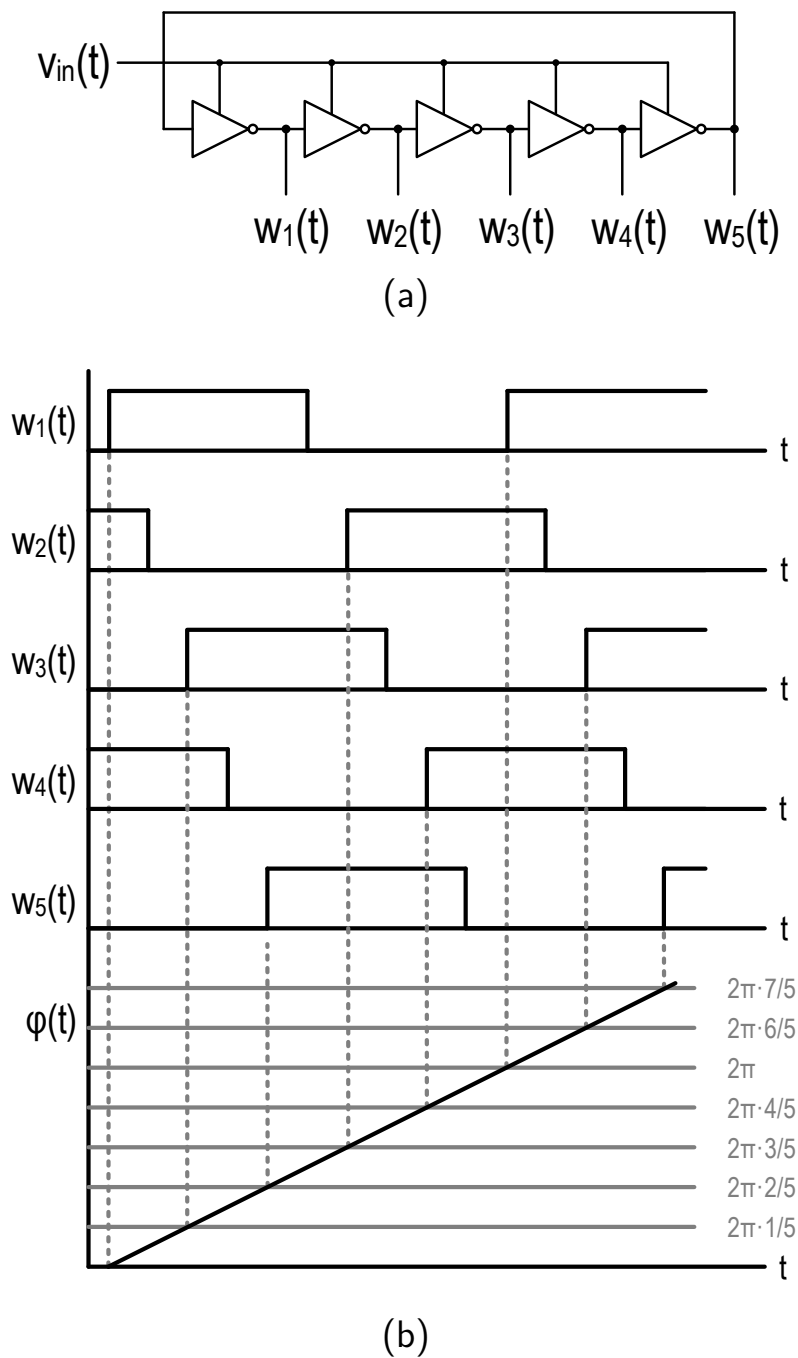 vin(t)
w1(t) w2(t) w3(t) w4(t) w5(t)
(a)
w1(t)
t
w2(t)
t
w3(t)
t
w4(t)
t
w5(t)
t
φ(t)
2π·7/5
2π·6/5
2π
2π·4/5
2π·3/5
2π·2/5
2π·1/5
t
(b)